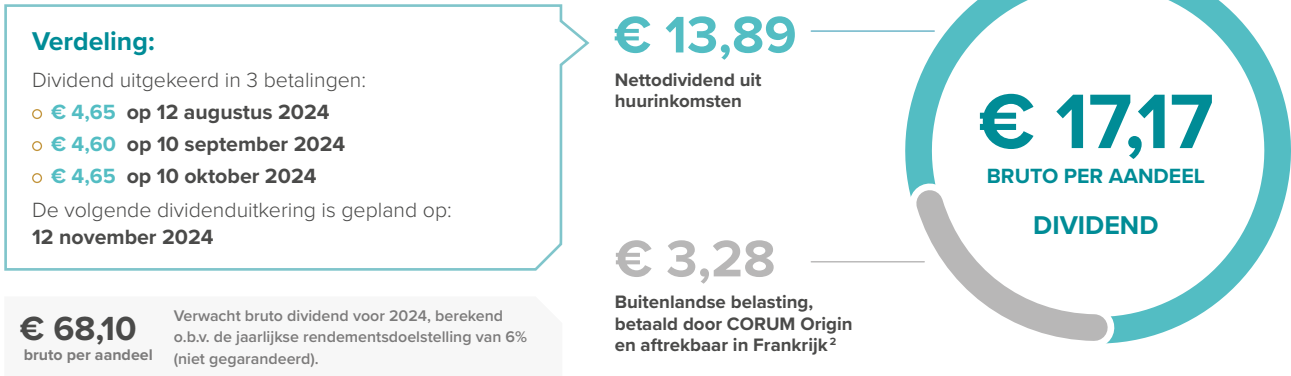 Verdeling:
Dividend uitgekeerd in 3 betalingen:
€ 4,65 op 12 augustus 2024
€ 4,60 op 10 september 2024
€ 4,65 op 10 oktober 2024
De volgende dividenduitkering is gepland op:
12 november 2024
€ 68,10
bruto per aandeel
Verwacht bruto dividend voor 2024, berekend
o.b.v. de jaarlijkse rendementsdoelstelling van 6%
(niet gegarandeerd).
€ 13,89
Nettodividend uit
huurinkomsten
€ 3,28
Buitenlandse belasting,
betaald door CORUM Origin
en aftrekbaar in Frankrijk²
€ 17,17
BRUTO PER AANDEEL
DIVIDEND